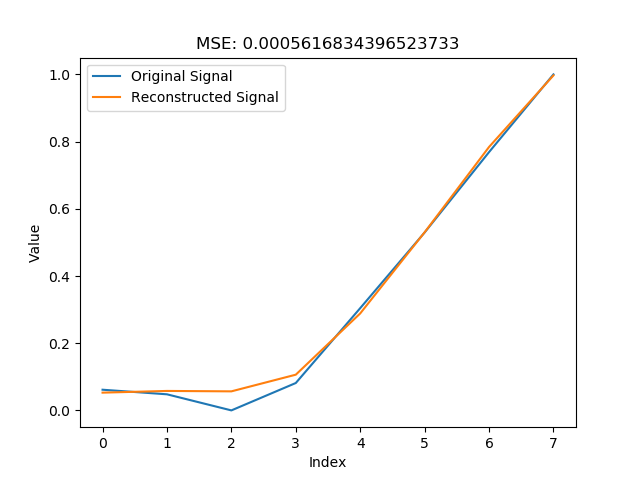 MSE: 0.0005616834396523733
Original Signal
Reconstructed Signal
1.0
0.8
0.6
0.4
0.2
0.0
Value
0 1 2 3 4 5 6 7
Index